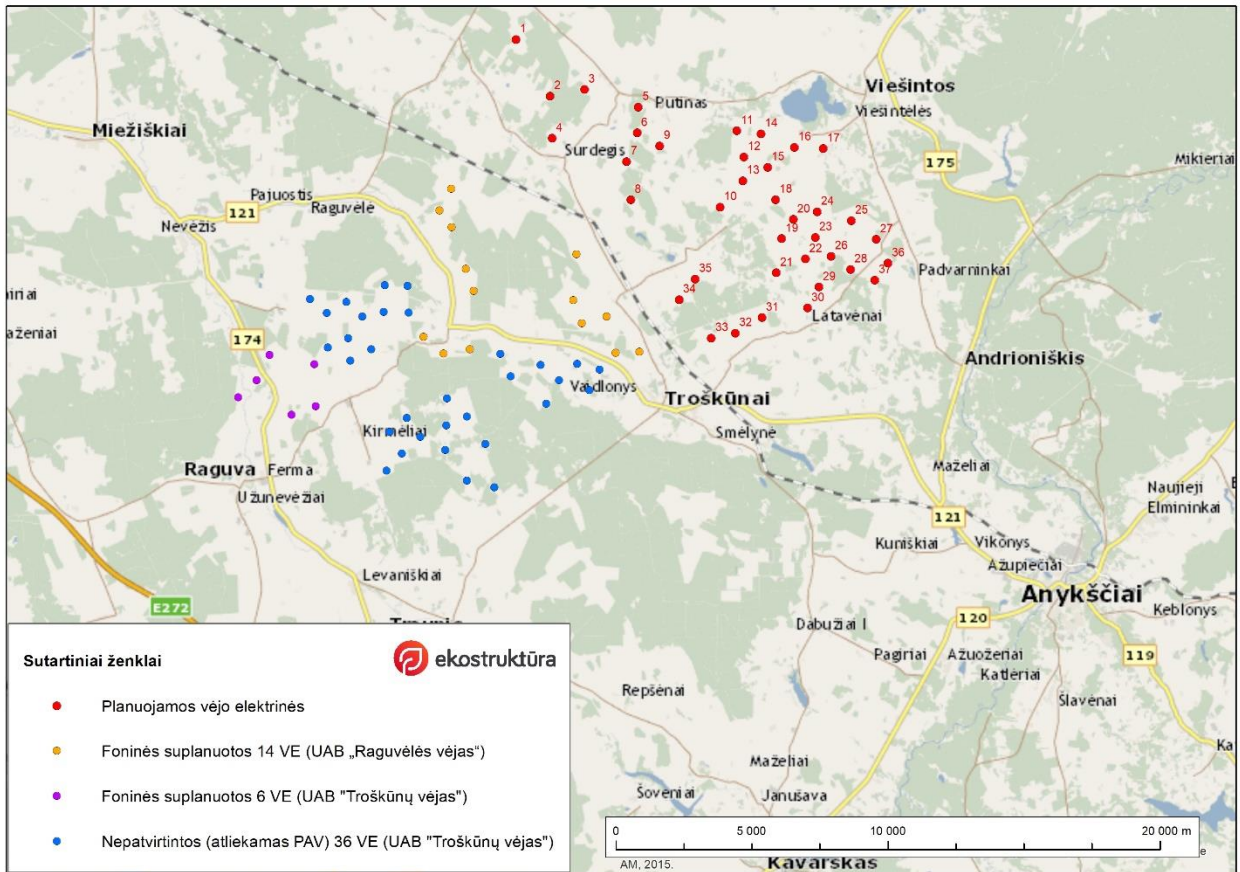 1
2
3
4
5
Putinas
Viešintos
Viešintėlės
Miežiškiai
6
7
8
9
Surdegis
11
14
12
15
16
17
13
175
Mikieriai
Pajuostis
Raguvėlė
121
Nevėžis
10
18
20
24
25
19
23
22
26
27
21
28
36
37
Padvarninkai
29
30
Latavėnai
35
34
31
33
32
174
Andrioniškis
Vaidlonys
Troškūnai
Smėlynė
Kirmėliai
Raguva
Ferma
Užunevėžiai
Maželiai
Naujieji
Elmininkai
121
Kuniškiai
Vikonys
Ažupiečiai
Levaniškiai
Anykščiai
Keblonys
E272
Dabužiai I
120
119
Pagiriai
Ažuožeriai
Katlėriai
Šlavėnai
Repšėnai
Maželiai
Šoveniai
Janušava
Kavarskas
Sutartiniai ženklai
ekostruktūra
Planuojamos vėjo elektrinės
Foninės suplanuotos 14 VE (UAB „Raguvėlės vėjas“)
Foninės suplanuotos 6 VE (UAB "Troškūnų vėjas")
Nepatvirtintos (atliekamas PAV) 36 VE (UAB "Troškūnų vėjas")
0 5 000 10 000 20 000 m
AM, 2015.